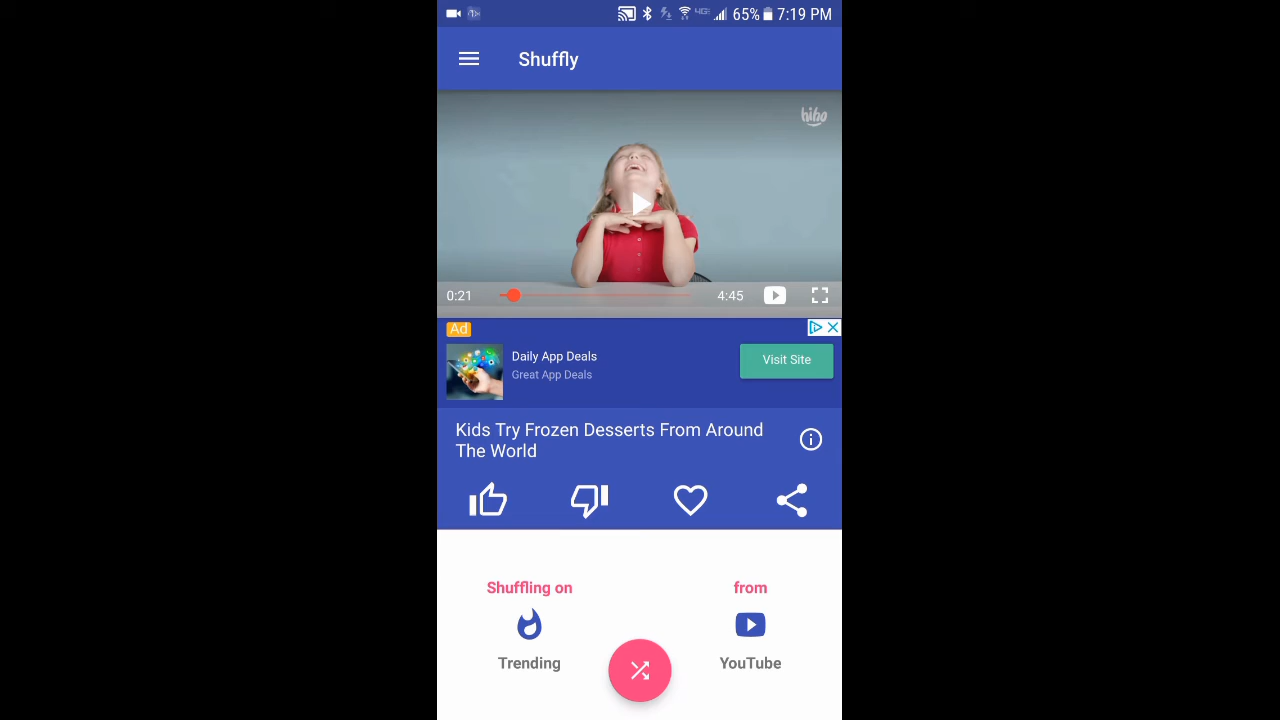 65% 7:19 PM
Shuffly
hiho
0:21 4:45
Ad
Daily App Deals
Great App Deals
Visit Site
Kids Try Frozen Desserts From Around
The World
Shuffling on from
Trending YouTube